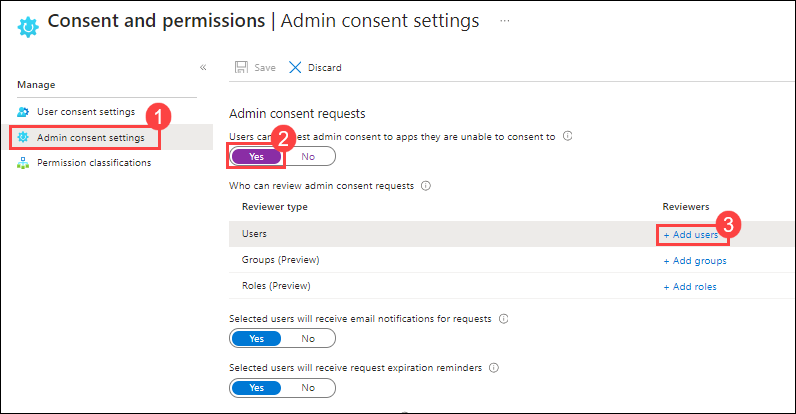 Consent and permissions | Admin consent settings ...
«
Save Discard
Manage
User consent settings
1
Admin consent settings
Permission classifications
Admin consent requests
Users can 2 est admin consent to apps they are unable to consent to
Yes No
Who can review admin consent requests
Reviewer type Reviewers
3
Users + Add users
Groups (Preview) + Add groups
Roles (Preview) + Add roles
Selected users will receive email notifications for requests
Yes No
Selected users will receive request expiration reminders
Yes No